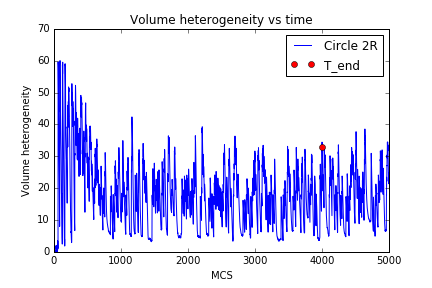 Volume heterogeneity vs time
Circle 2R
T_end
Volume heterogeneity
70
60
50
40
30
20
10
0
0 1000 2000 3000 4000 5000
MCS